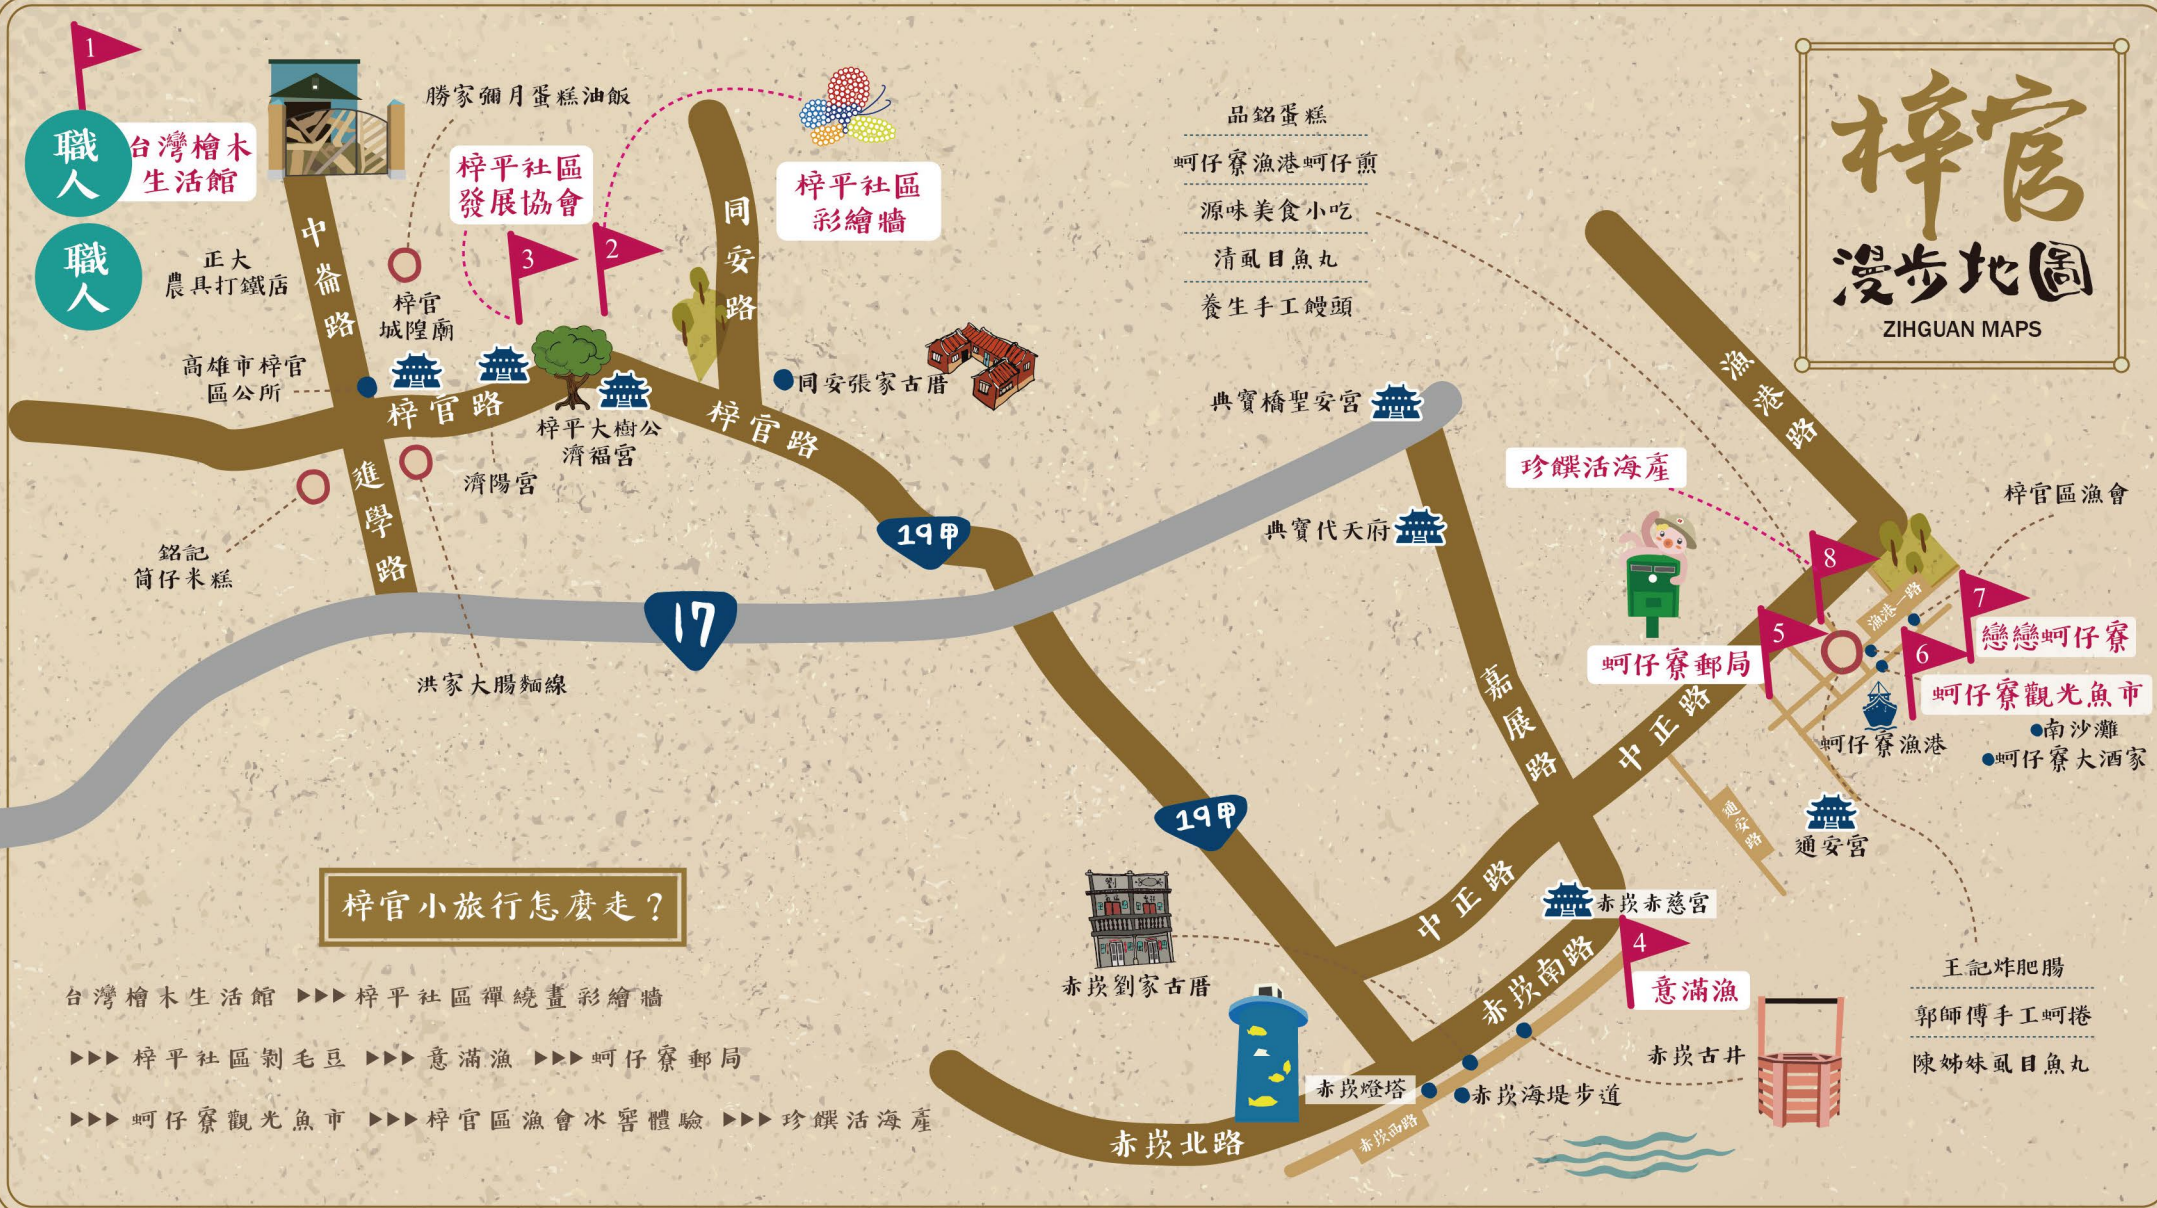 1
職人
台灣檜木
生活館
職人
正大
農具打鐵店
中崙路
勝家彌月蛋糕油飯
梓平社區
發展協會
3
2
梓平社區
彩繪牆
同安路
梓官
城隍廟
高雄市梓官
區公所
梓官路
梓平大樹公
濟福宮
濟陽宮
梓官路
同安張家古厝
進學路
銘記
筒仔米糕
洪家大腸麵線
19甲
17
19甲
品銘蛋糕
蚵仔寮漁港蚵仔煎
源味美食小吃
清虱目魚丸
養生手工饅頭
梓官
漫步地圖
ZIHGUAN MAPS
漁港路
典寶橋聖安宮
典寶代天府
珍饌活海產
梓官區漁會
8
漁港一路
7
戀戀蚵仔寮
5
蚵仔寮郵局
6
蚵仔寮觀光魚市
南沙灘
蚵仔寮大酒家
蚵仔寮漁港
嘉展路
中正路
通安路
通安宮
中正路
赤崁赤慈宮
4
意滿漁
赤崁南路
赤崁劉家古厝
赤崁古井
赤崁燈塔
赤崁海堤步道
赤崁西路
赤崁北路
王記炸肥腸
郭師傅手工蚵捲
陳姊妹虱目魚丸
梓官小旅行怎麼走？
台灣檜木生活館 ▶▶▶ 梓平社區禪繞畫彩繪牆
▶▶▶ 梓平社區剝毛豆 ▶▶▶ 意滿漁 ▶▶▶ 蚵仔寮郵局
▶▶▶ 蚵仔寮觀光魚市 ▶▶▶ 梓官區漁會冰窖體驗 ▶▶▶ 珍饌活海產